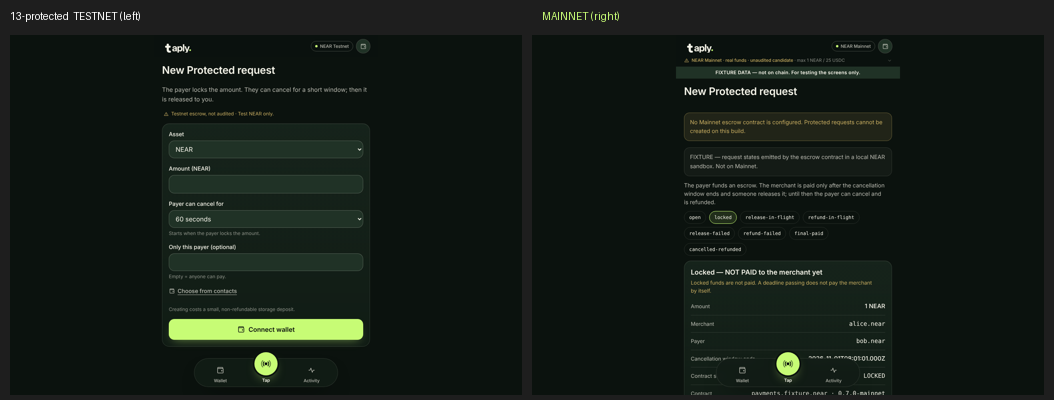 13-protected TESTNET (left)
taply.
NEAR Testnet
New Protected request
The payer locks the amount. They can cancel for a short window; then it
is released to you.
Testnet escrow, not audited · Test NEAR only.
Asset
NEAR
Amount (NEAR)
Payer can cancel for
60 seconds
Starts when the payer locks the amount.
Only this payer (optional)
Empty = anyone can pay.
Choose from contacts
Creating costs a small, non-refundable storage deposit.
Connect wallet
Wallet
Tap
Activity
MAINNET (right)
taply.
NEAR Mainnet
NEAR Mainnet · real funds · unaudited candidate · max 1 NEAR / 25 USDC
FIXTURE DATA — not on chain. For testing the screens only.
New Protected request
No Mainnet escrow contract is configured. Protected requests cannot be
created on this build.
FIXTURE — request states emitted by the escrow contract in a local NEAR
sandbox. Not on Mainnet.
The payer funds an escrow. The merchant is paid only after the cancellation
window ends and someone releases it; until then the payer can cancel and
is refunded.
open locked release-in-flight refund-in-flight
release-failed refund-failed final-paid
cancelled-refunded
Locked — NOT PAID to the merchant yet
Locked funds are not paid. A deadline passing does not pay the merchant
by itself.
Amount 1 NEAR
Merchant alice.near
Payer bob.near
Cancellation
Contract LOCKED
Contract payments.fixture.near · 0.7.0-mainnet
Wallet
Tap
Activity